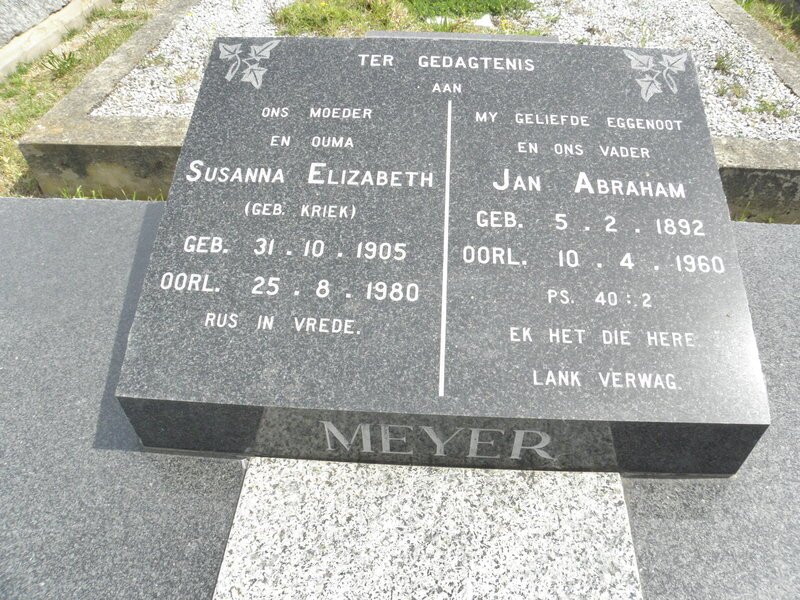 TER GEDAGTENIS
AAN
ONS MOEDER
EN OUMA
SUSANNA ELIZABETH
(GEB. KRIEK)
GEB. 31.10.1905
OORL. 25.8.1980
RUS IN VREDE.
MY GELIEFDE EGGENOOT
EN ONS VADER
JAN ABRAHAM
GEB. 5.2.1892
OORL. 10.4.1960
PS. 40:2
EK HET DIE HERE
LANK VERWAG.
MEYER